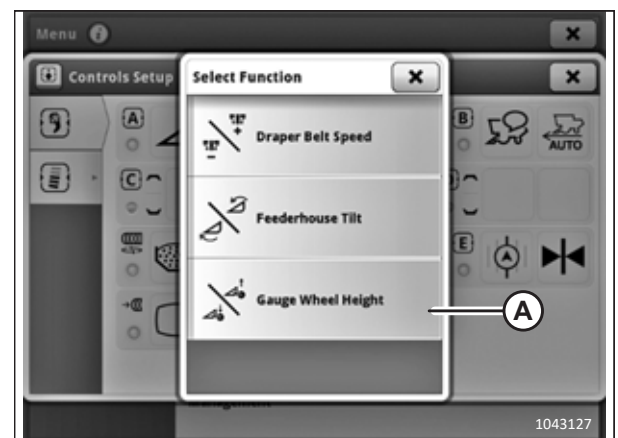 Menu
Controls Setup
Select Function
A
Draper Belt Speed
B
AUTO
C
Feederhouse Tilt
E
Gauge Wheel Height
A
1043127